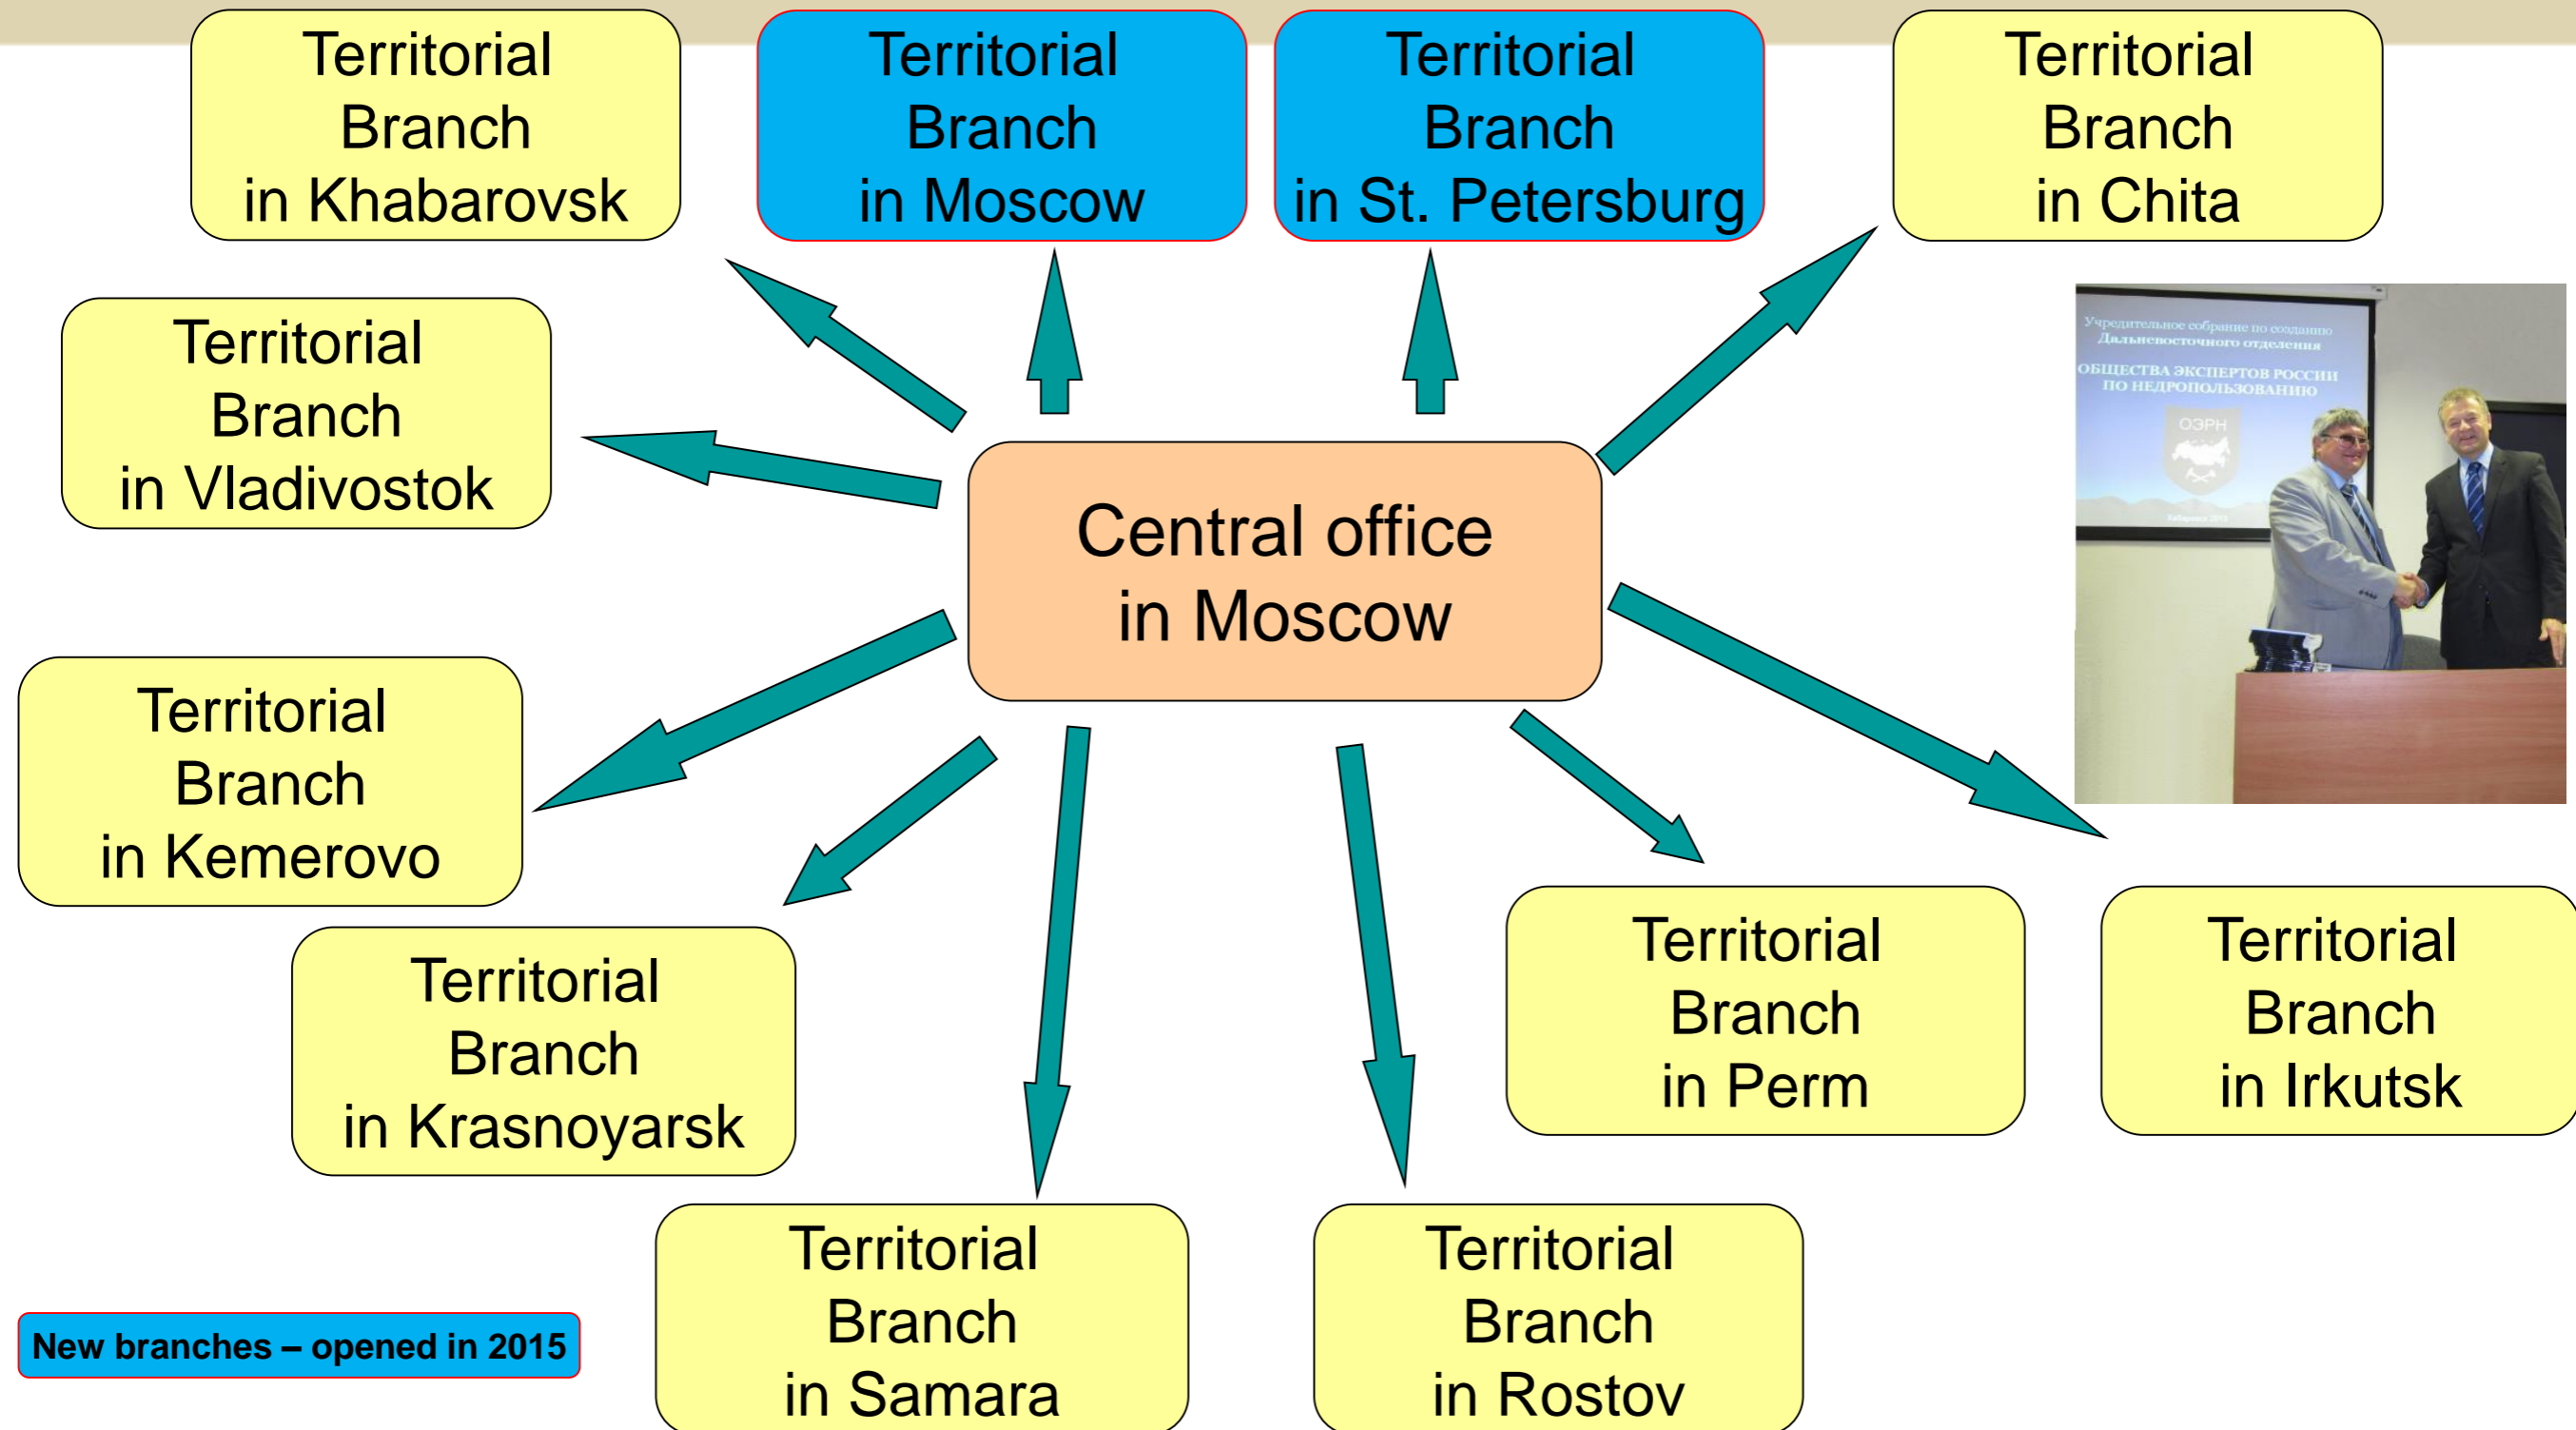 Territorial
Branch
in Khabarovsk
Territorial
Branch
in Moscow
Territorial
Branch
in St. Petersburg
Territorial
Branch
in Chita
Territorial
Branch
in Vladivostok
Central office
in Moscow
Учредительное собрание по созданию
Дальневосточного отделения
ОБЩЕСТВА ЭКСПЕРТОВ РОССИИ
ПО НЕДРОПОЛЬЗОВАНИЮ
ОЭРН
Territorial
Branch
in Kemerovo
Territorial
Branch
in Krasnoyarsk
Territorial
Branch
in Perm
Territorial
Branch
in Irkutsk
Territorial
Branch
in Samara
Territorial
Branch
in Rostov
New branches – opened in 2015